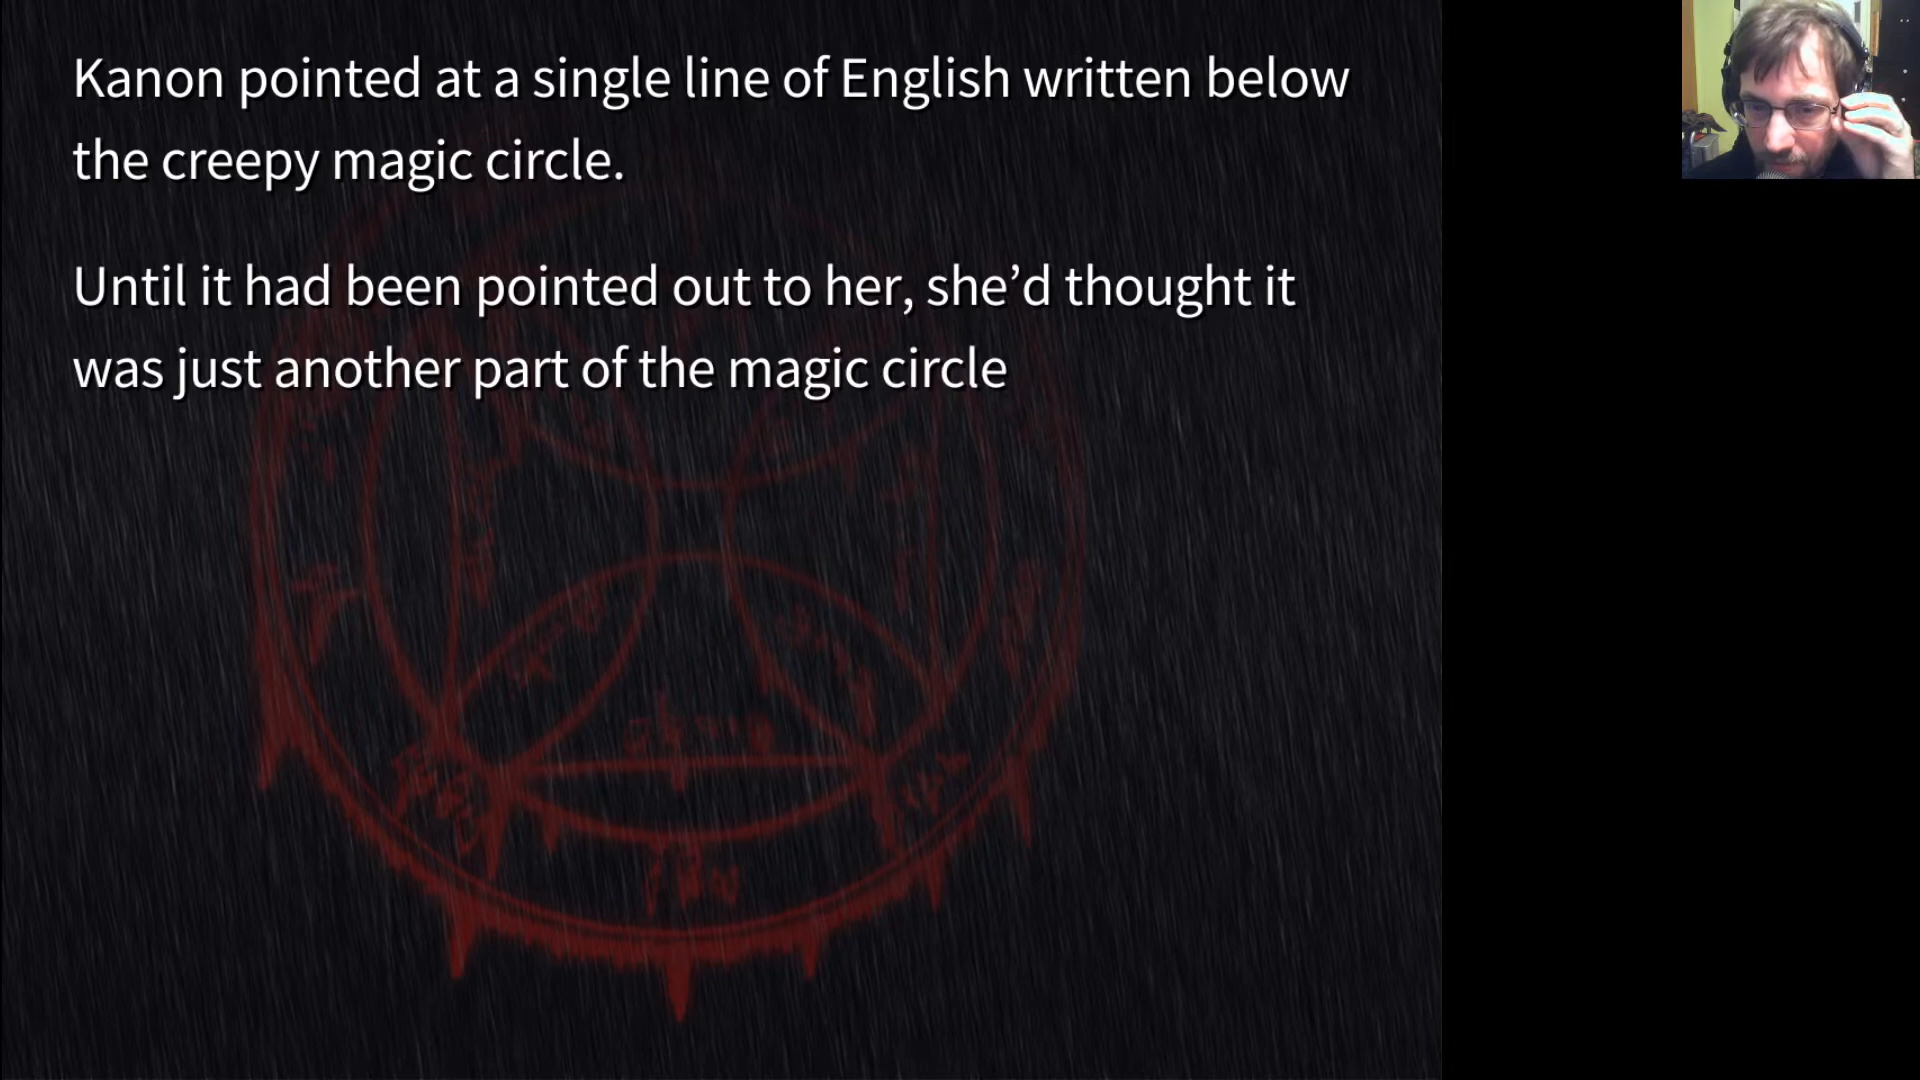 Kanon pointed at a single line of English written below
the creepy magic circle.
Until it had been pointed out to her, she’d thought it
was just another part of the magic circle